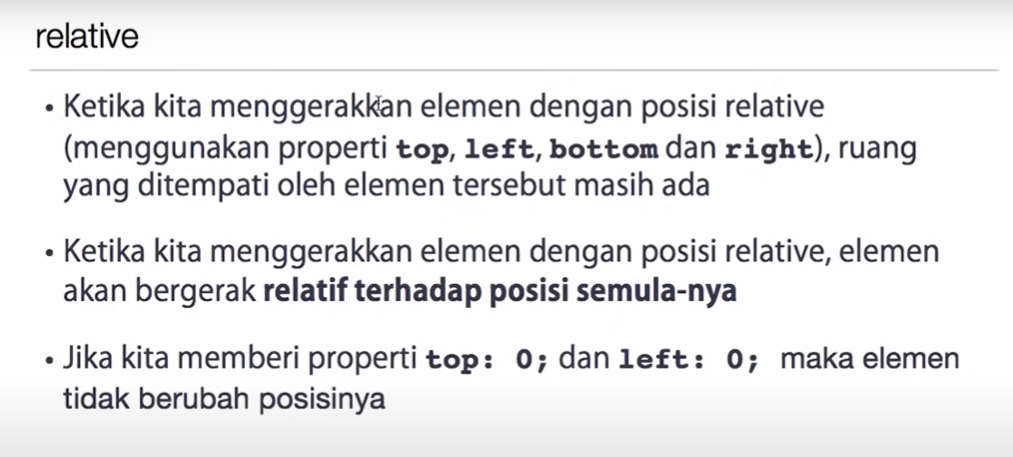 relative
• Ketika kita menggerakkan elemen dengan posisi relative
(menggunakan properti top, left, bottom dan right), ruang
yang ditempati oleh elemen tersebut masih ada
• Ketika kita menggerakkan elemen dengan posisi relative, elemen
akan bergerak relatif terhadap posisi semula-nya
• Jika kita memberi properti top: 0; dan left: 0; maka elemen
tidak berubah posisinya